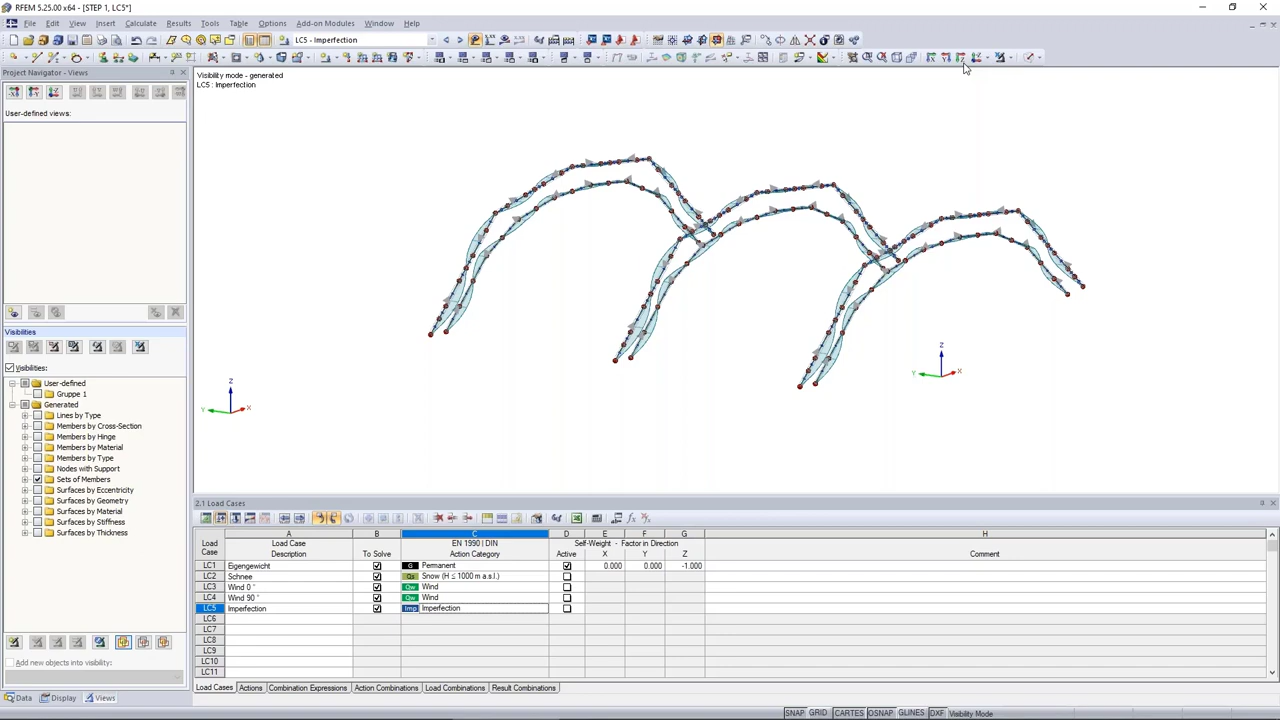 RFEM 5.25.00 x64 - [STEP 1, LC5*]
File Edit View Insert Calculate Results Tools Table Options Add-on Modules Window Help
LC5 - Imperfection
Project Navigator - Views
User-defined views:
Visibilities
Visibilities:
User-defined
Gruppe 1
Generated
Lines by Type
Members by Cross-Section
Members by Hinge
Members by Material
Members by Type
Nodes with Support
Sets of Members
Surfaces by Eccentricity
Surfaces by Geometry
Surfaces by Material
Surfaces by Stiffness
Surfaces by Thickness
Add new objects into visibility:
Data Display Views
Visibility mode - generated
LC5 : Imperfection
Z
Y X
Z
Y X
2.1 Load Cases
A B C D E F G H
Load Load Case EN 1990 | DIN Self-Weight - Factor in Direction
Case Description To Solve Action Category Active X Y Z Comment
LC1 Eigengewicht G Permanent 0.000 0.000 -1.000
LC2 Schnee Qs Snow (H ≤ 1000 m a.s.l.)
LC3 Wind 0 ° Qw Wind
LC4 Wind 90 ° Qw Wind
LC5 Imperfection Imp Imperfection
LC6
LC7
LC8
LC9
LC10
LC11
Load Cases Actions Combination Expressions Action Combinations Load Combinations Result Combinations
SNAP GRID CARTES OSNAP GLINES DXF Visibility Mode